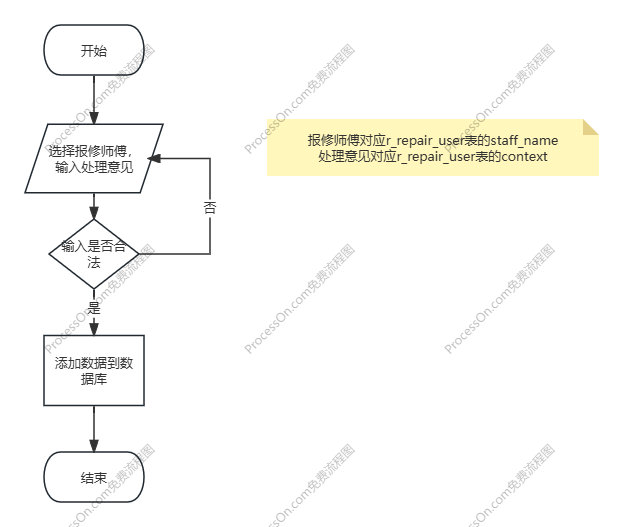 开始
选择报修师傅，
输入处理意见
报修师傅对应r_repair_user表的staff_name
处理意见对应r_repair_user表的context
否
输入是否合
法
是
添加数据到数
据库
结束
ProcessOn.com免费流程图
ProcessOn.com免费流程图
ProcessOn.com免费流程图
ProcessOn.com免费流程图
ProcessOn.com免费流程图
ProcessOn.com免费流程图
ProcessOn.com免费流程图
ProcessOn.com免费流程图
ProcessOn.com免费流程图